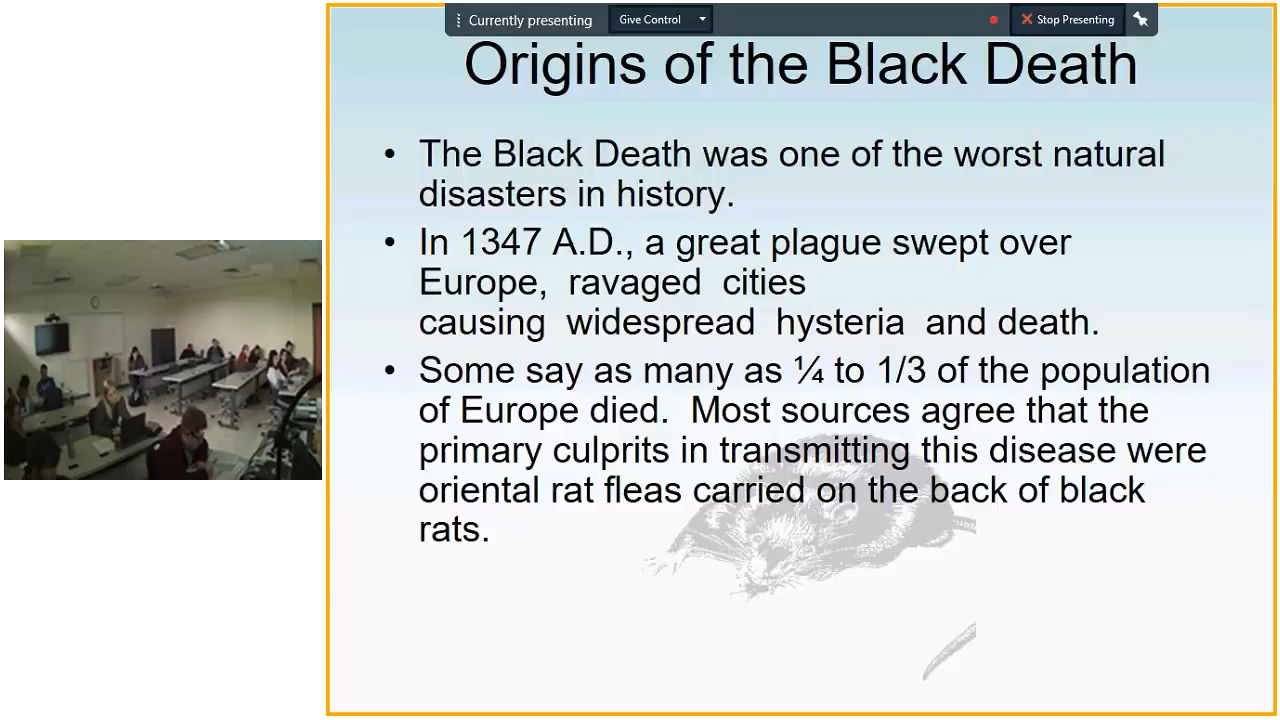 Currently presenting Give Control Stop Presenting
Origins of the Black Death
• The Black Death was one of the worst natural
disasters in history.
• In 1347 A.D., a great plague swept over
Europe, ravaged cities
causing widespread hysteria and death.
• Some say as many as ¼ to 1/3 of the population
of Europe died. Most sources agree that the
primary culprits in transmitting this disease were
oriental rat fleas carried on the back of black
rats.